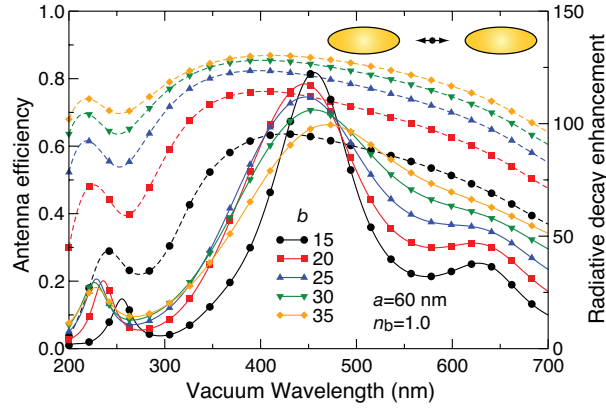 1.0
0.8
0.6
0.4
0.2
0.0
Antenna efficiency
150
100
50
0
Radiative decay enhancement
b
15
20
25
30
35
a=60 nm
nb=1.0
200 300 400 500 600 700
Vacuum Wavelength (nm)